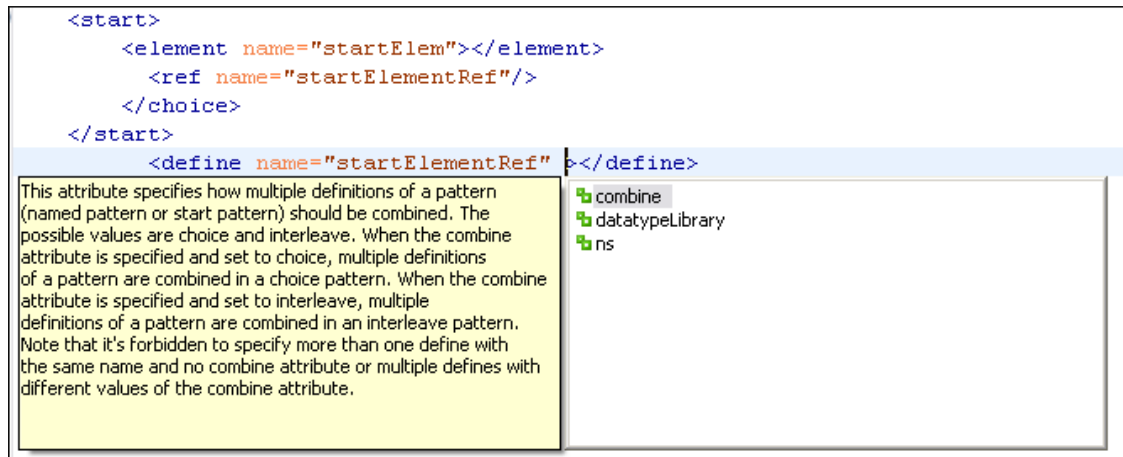 <start>
<element name="startElem"></element>
<ref name="startElementRef"/>
</choice>
</start>
<define name="startElementRef" ></define>
This attribute specifies how multiple definitions of a pattern
(named pattern or start pattern) should be combined. The
possible values are choice and interleave. When the combine
attribute is specified and set to choice, multiple definitions
of a pattern are combined in a choice pattern. When the combine
attribute is specified and set to interleave, multiple
definitions of a pattern are combined in an interleave pattern.
Note that it's forbidden to specify more than one define with
the same name and no combine attribute or multiple defines with
different values of the combine attribute.
combine
datatypeLibrary
ns